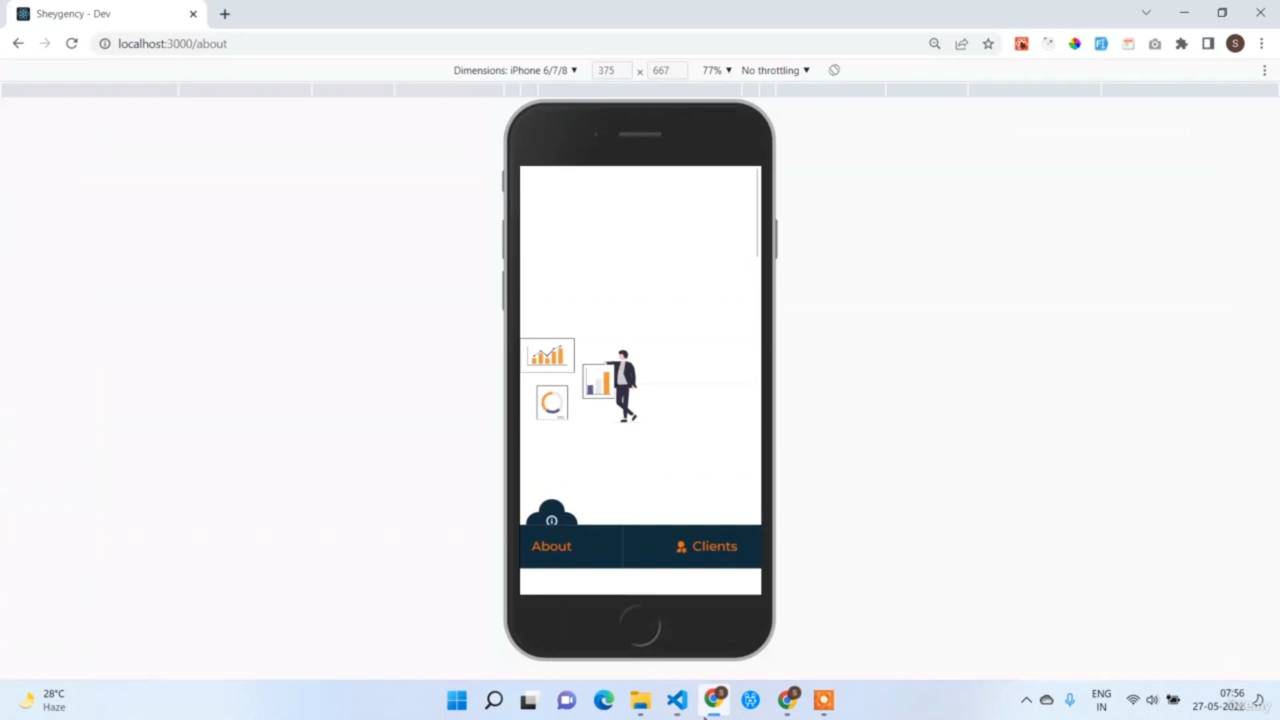 Sheygency - Dev
localhost:3000/about
Dimensions: iPhone 6/7/8 ▼ 375 × 667 77% ▼ No throttling ▼
About
Clients
28°C
Haze
ENG
IN
07:56
27-05-2022